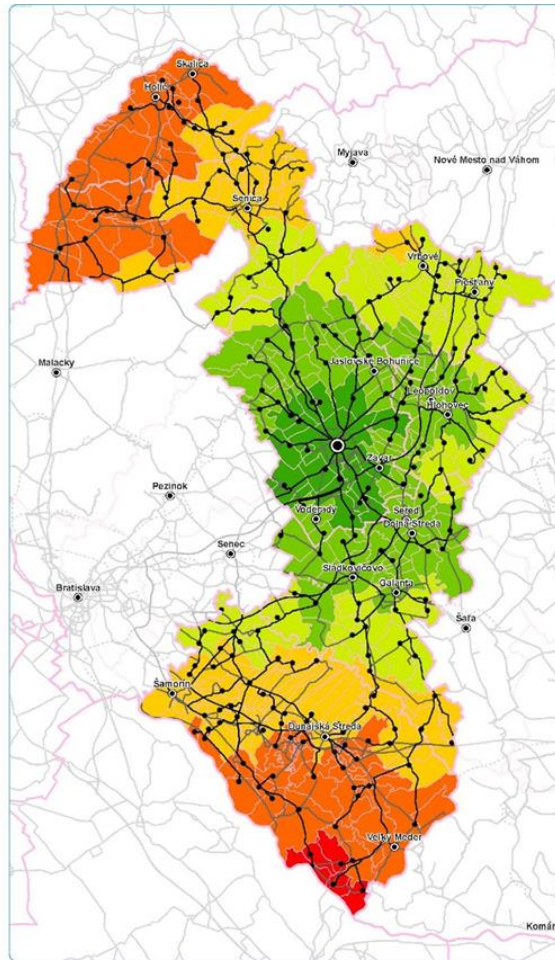 Skalica
Holíč
Myjava
Nové Mesto nad Váhom
Senica
Vrbové
Piešťany
Malacky
Jaslovské Bohunice
Leopoldov
Hlohovec
Zavar
Pezinok
Voderady
Sereď
Dolná Streda
Senec
Sládkovičovo
Galanta
Bratislava
Šaľa
Šamorín
Dunajská Streda
Veľký Meder
Komár